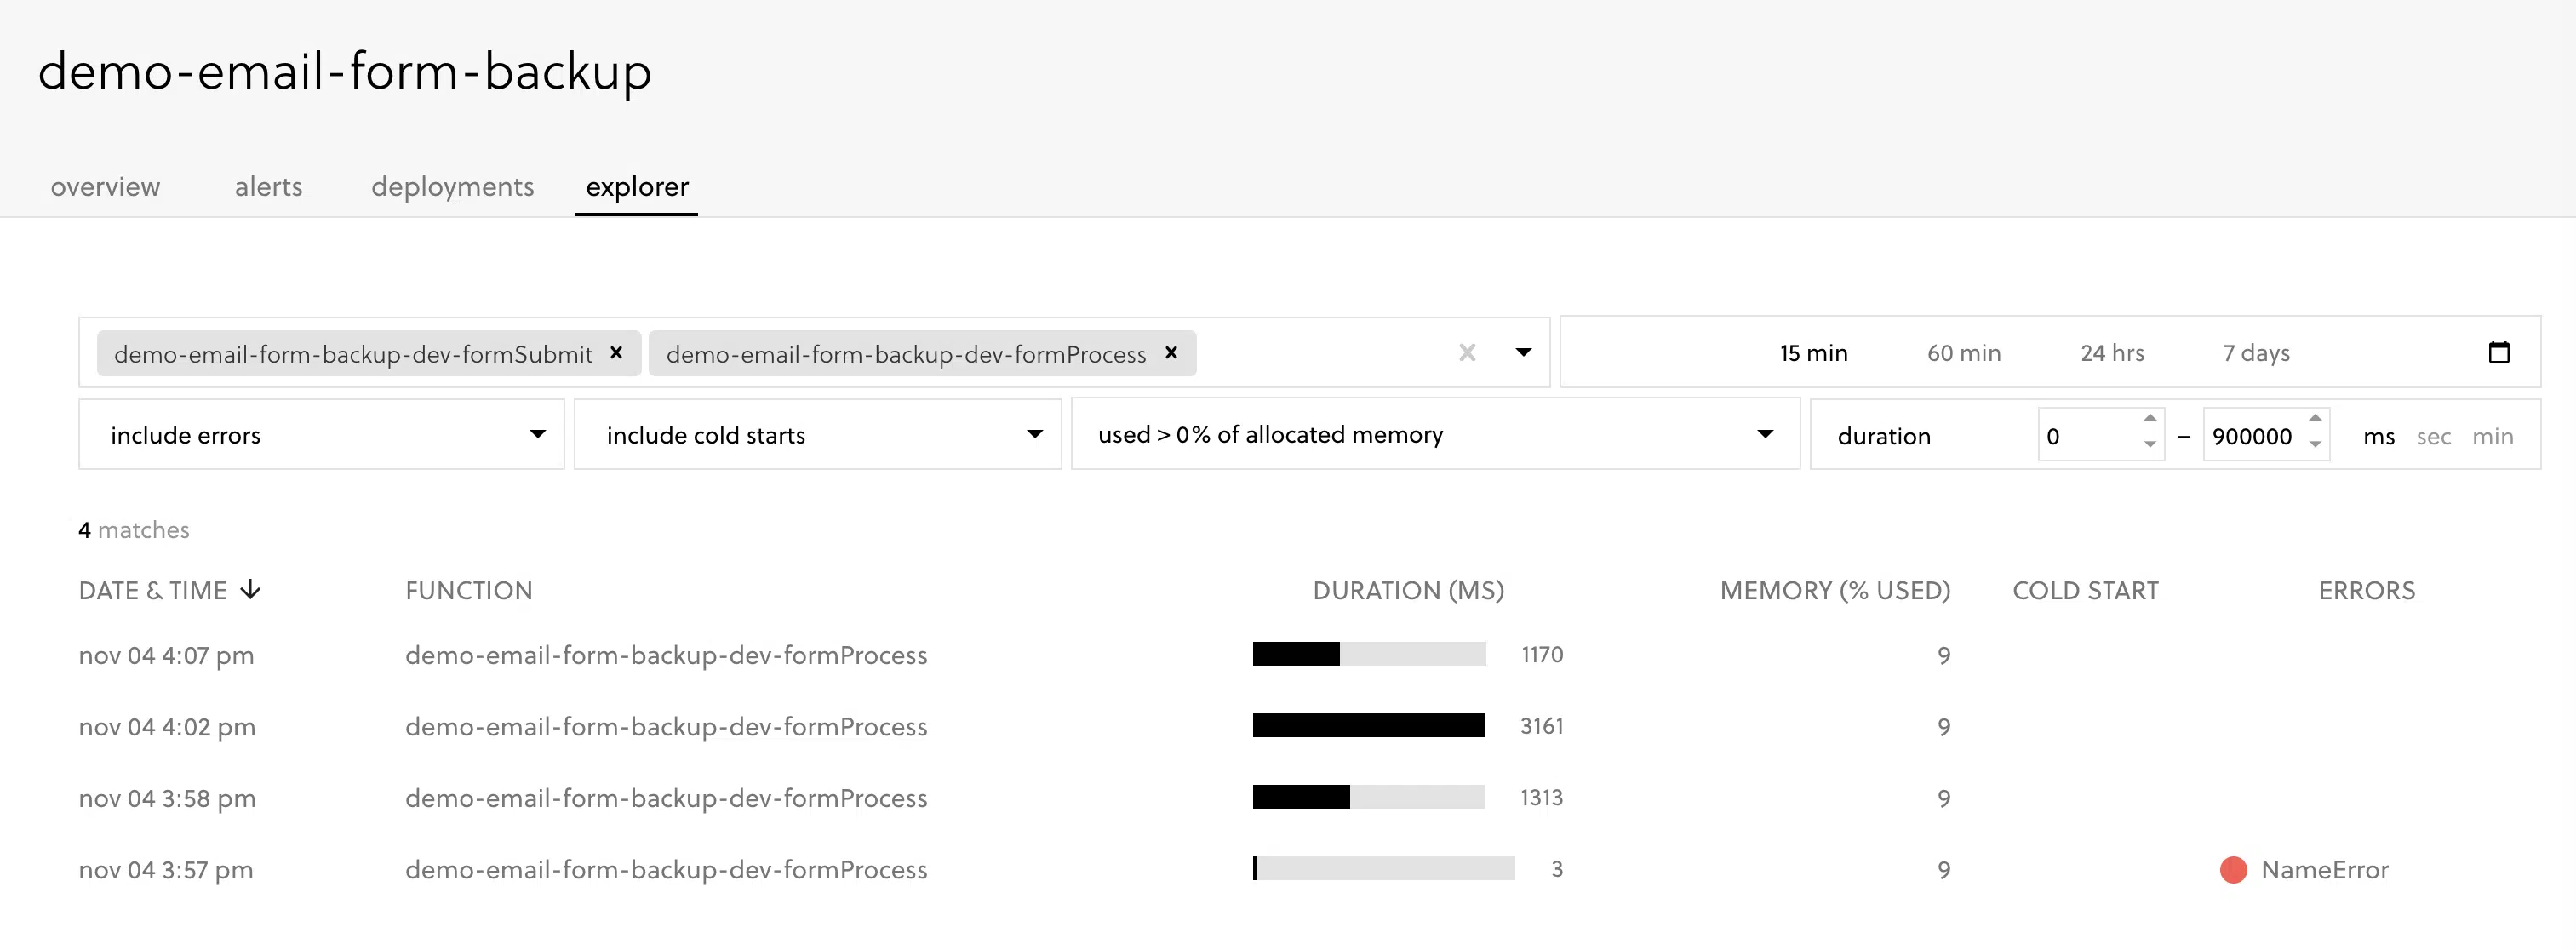 demo-email-form-backup
overview alerts deployments explorer
demo-email-form-backup-dev-formSubmit × demo-email-form-backup-dev-formProcess × × 15 min 60 min 24 hrs 7 days
include errors include cold starts used > 0% of allocated memory duration 0 – 900000 ms sec min
4 matches
DATE & TIME ↓ FUNCTION DURATION (MS) MEMORY (% USED) COLD START ERRORS
nov 04 4:07 pm demo-email-form-backup-dev-formProcess 1170 9
nov 04 4:02 pm demo-email-form-backup-dev-formProcess 3161 9
nov 04 3:58 pm demo-email-form-backup-dev-formProcess 1313 9
nov 04 3:57 pm demo-email-form-backup-dev-formProcess 3 9 NameError